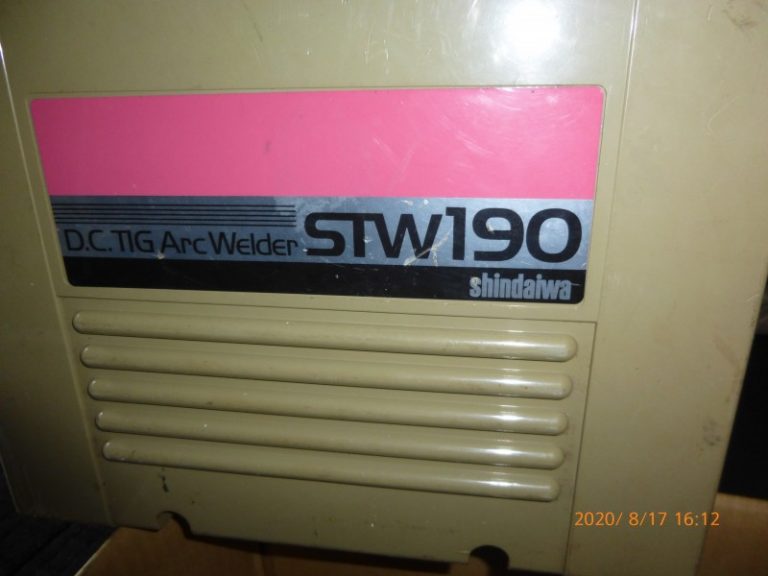 D.C. TIG Arc Welder STW190
shindaiwa
2020/ 8/17 16:12